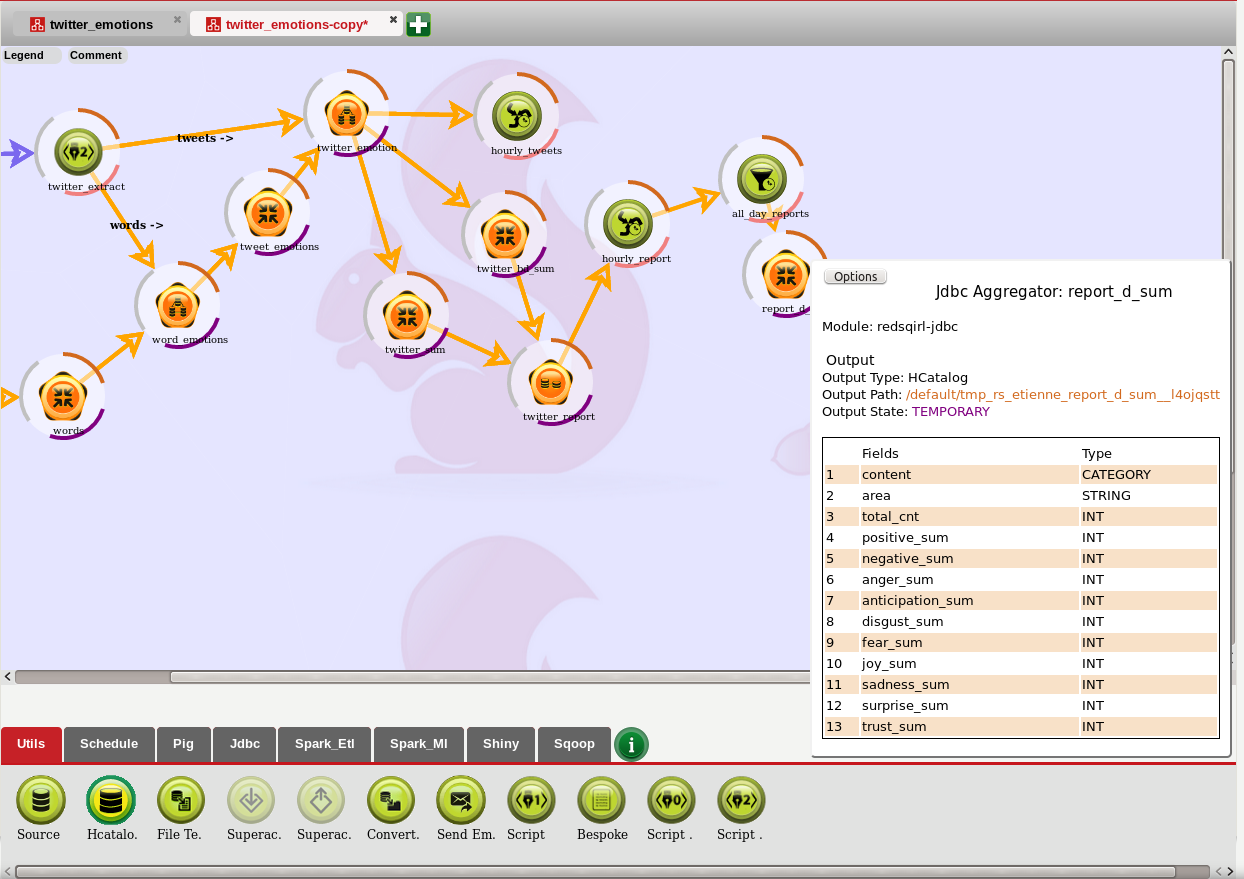 twitter_emotions
twitter_emotions-copy*
Legend Comment
tweets ->
twitter_emotion
hourly_tweets
twitter_extract
all_day_reports
words ->
tweet_emotions
hourly_report
twitter_bd_sum
report_d_
word_emotions
twitter_sum
twitter_report
words
Options
Jdbc Aggregator: report_d_sum
Module: redsqirl-jdbc
Output
Output Type: HCatalog
Output Path: /default/tmp_rs_etienne_report_d_sum__l4ojqstt
Output State: TEMPORARY
Fields Type
1 content CATEGORY
2 area STRING
3 total_cnt INT
4 positive_sum INT
5 negative_sum INT
6 anger_sum INT
7 anticipation_sum INT
8 disgust_sum INT
9 fear_sum INT
10 joy_sum INT
11 sadness_sum INT
12 surprise_sum INT
13 trust_sum INT
Utils Schedule Pig Jdbc Spark_Etl Spark_Ml Shiny Sqoop i
Source Hcatalo. File Te. Superac. Superac. Convert. Send Em. Script Bespoke Script . Script .